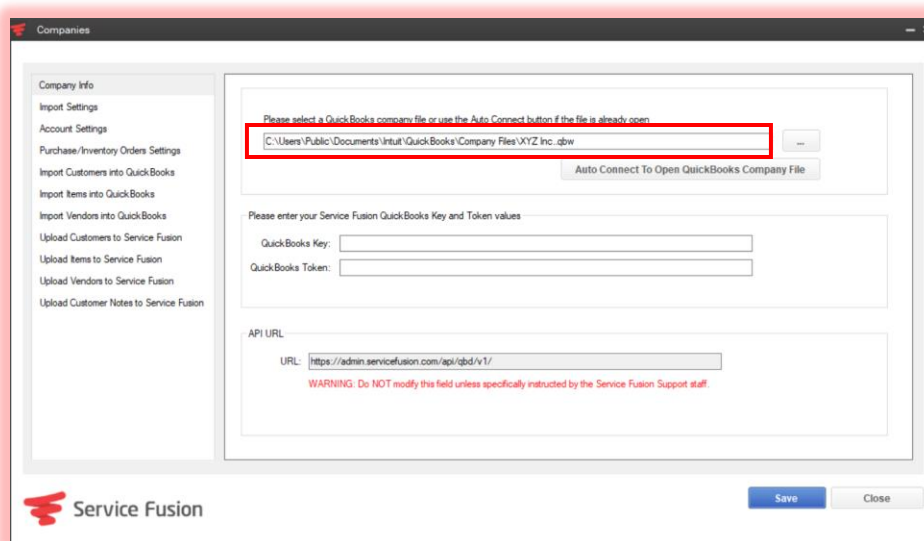 Companies
Company Info
Import Settings
Account Settings
Purchase/Inventory Orders Settings
Import Customers into QuickBooks
Import Items into QuickBooks
Import Vendors into QuickBooks
Upload Customers to Service Fusion
Upload Items to Service Fusion
Upload Vendors to Service Fusion
Upload Customer Notes to Service Fusion
Please select a QuickBooks company file or use the Auto Connect button if the file is already open
C:\Users\Public\Documents\Intuit\QuickBooks\Company Files\XYZ Inc..qbw
...
Auto Connect To Open QuickBooks Company File
Please enter your Service Fusion QuickBooks Key and Token values
QuickBooks Key:
QuickBooks Token:
API URL
URL: https://admin.servicefusion.com/api/qbd/v1/
WARNING: Do NOT modify this field unless specifically instructed by the Service Fusion Support staff.
Service Fusion
Save
Close